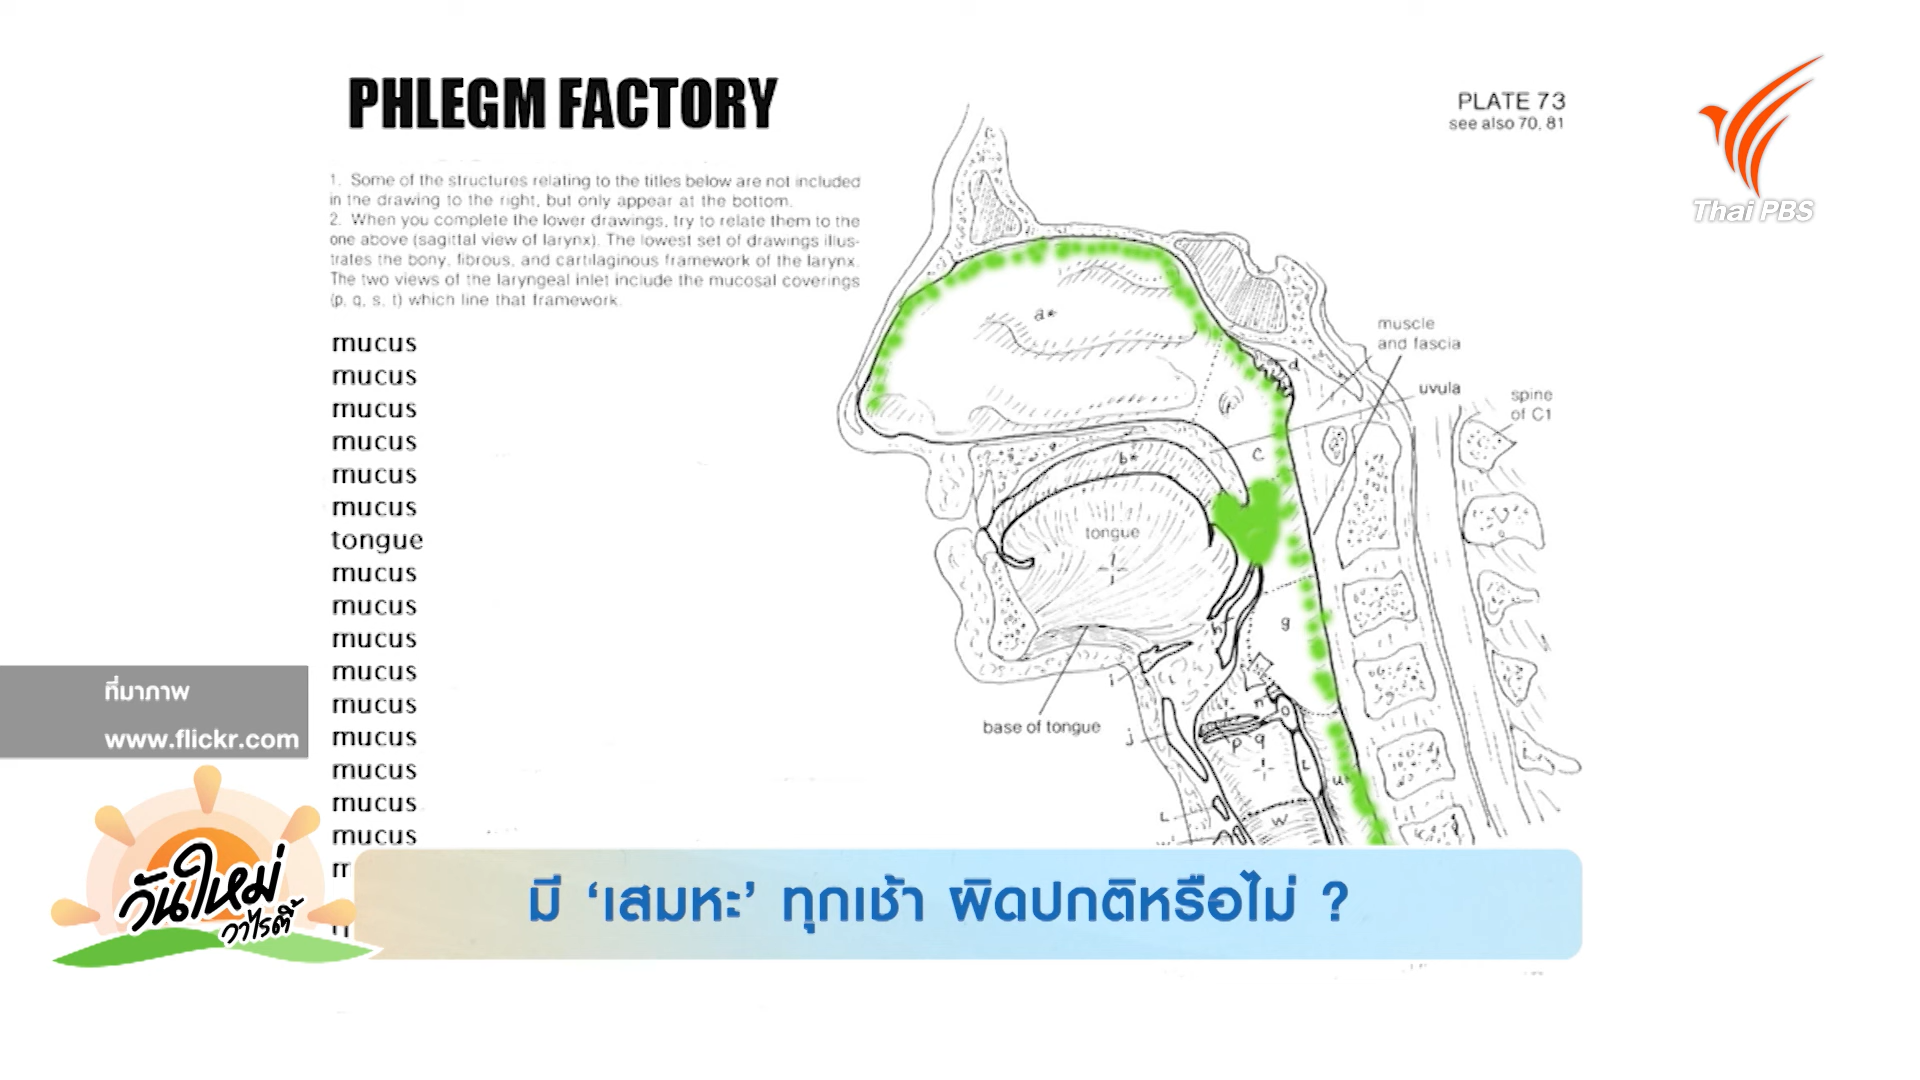 PHLEGM FACTORY
PLATE 73
see also 70, 81
Thai PBS
1. Some of the structures relating to the titles below are not included
in the drawing to the right, but only appear at the bottom.
2. When you complete the lower drawings, try to relate them to the
one above (sagittal view of larynx). The lowest set of drawings illus-
trates the bony, fibrous, and cartilaginous framework of the larynx.
The two views of the laryngeal inlet include the mucosal coverings
(p, q, s, t) which line that framework.
mucus
mucus
mucus
mucus
mucus
mucus
tongue
mucus
mucus
mucus
mucus
mucus
mucus
mucus
mucus
mucus
a*
d
muscle
and fascia
uvula
spine
of C1
b*
c
tongue
g
i
base of tongue
j
n
o
p q
L
u
L
w
ที่มาภาพ
www.flickr.com
วันใหม่
วาไรตี้
มี ‘เสมหะ’ ทุกเช้า ผิดปกติหรือไม่ ?